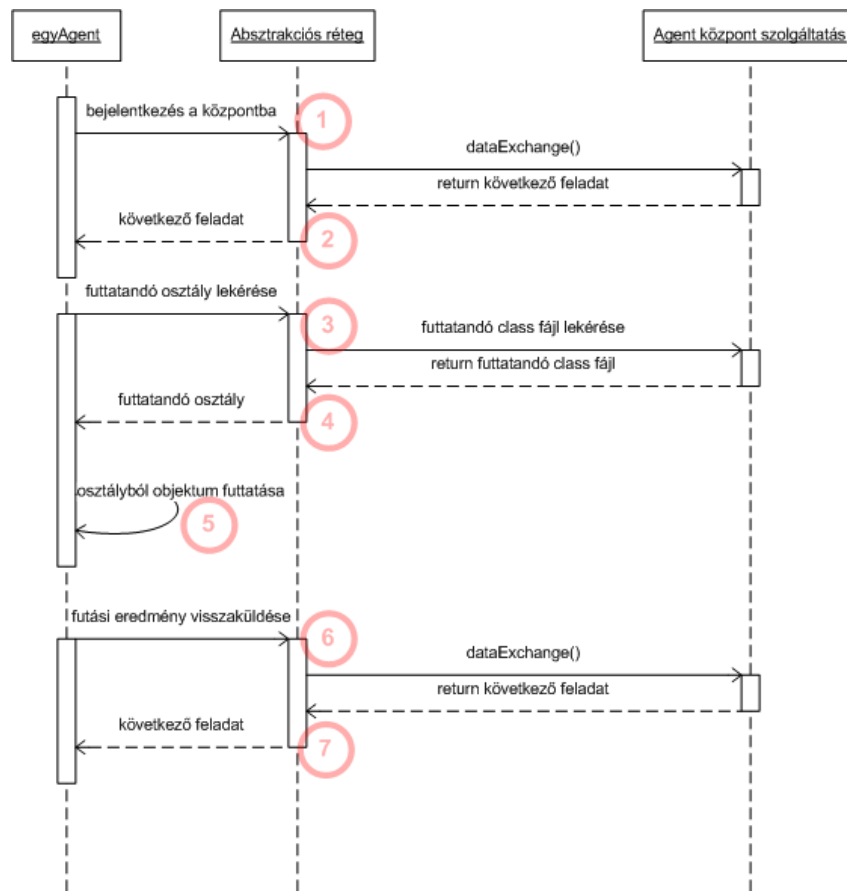 egyAgent
Absztrakciós réteg
Agent központ szolgáltatás
bejelentkezés a központba
1
dataExchange()
return következő feladat
következő feladat
2
futtatandó osztály lekérése
3
futtatandó class fájl lekérése
return futtatandó class fájl
futtatandó osztály
4
osztályból objektum futtatása
5
futási eredmény visszaküldése
6
dataExchange()
return következő feladat
következő feladat
7